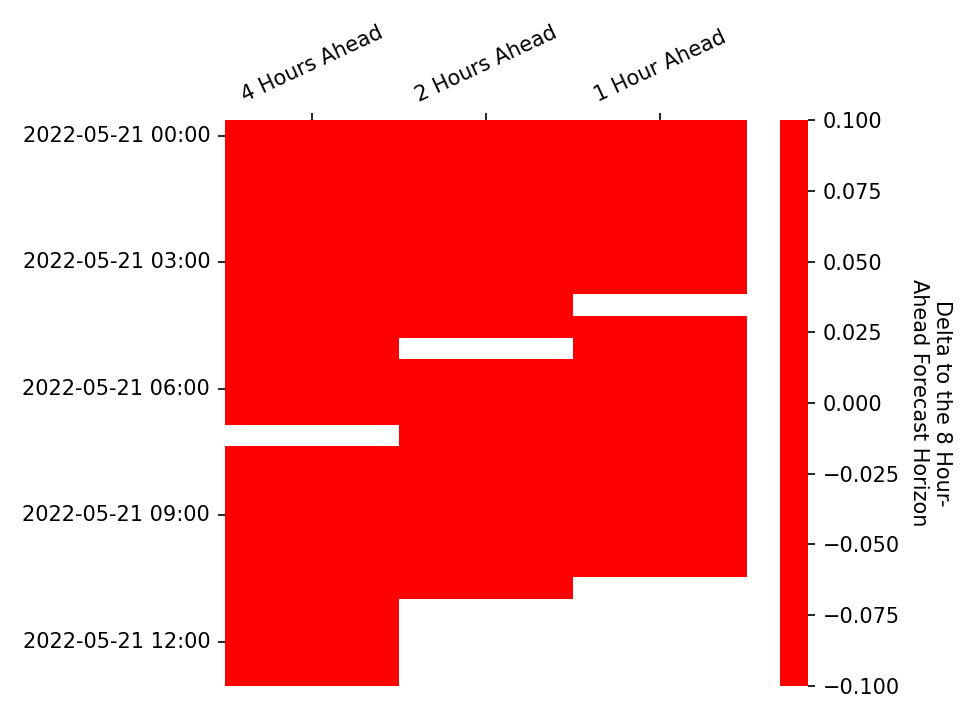 4 Hours Ahead
2 Hours Ahead
1 Hour Ahead
2022-05-21 00:00
2022-05-21 03:00
2022-05-21 06:00
2022-05-21 09:00
2022-05-21 12:00
0.100
0.075
0.050
0.025
0.000
−0.025
−0.050
−0.075
−0.100
Delta to the 8 Hour-
Ahead Forecast Horizon